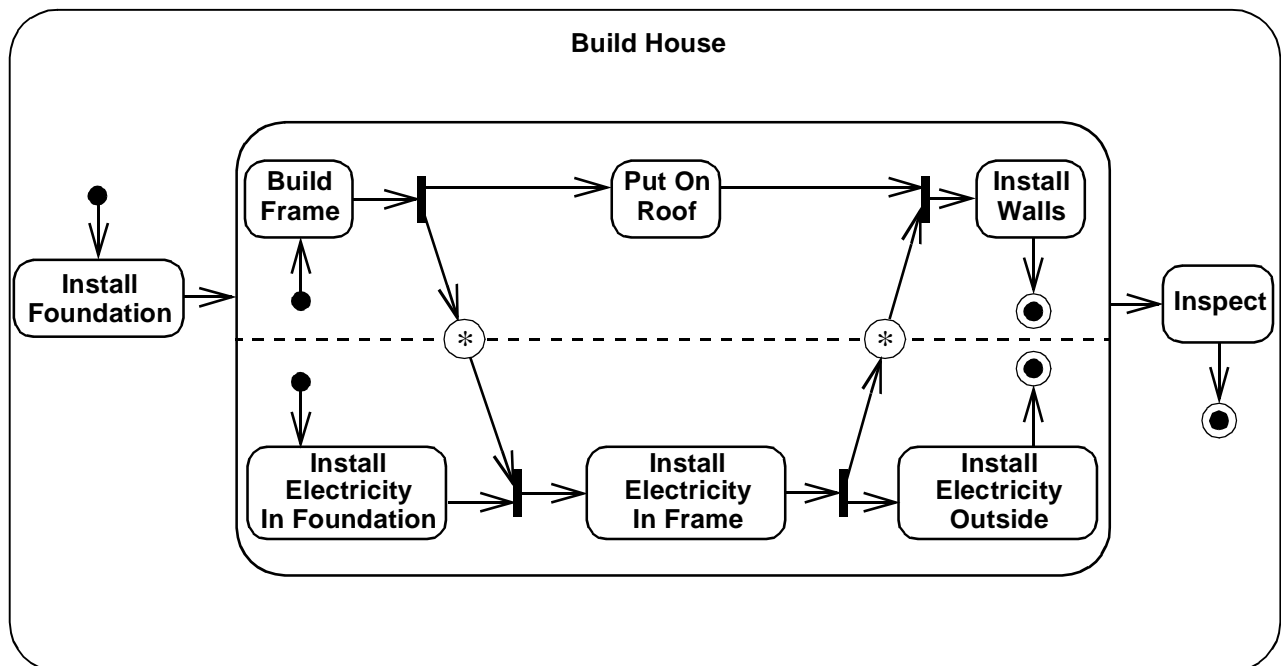 Build House
Build
Frame
Put On
Roof
Install
Walls
Install
Foundation
Inspect
*
*
Install
Electricity
In Foundation
Install
Electricity
In Frame
Install
Electricity
Outside